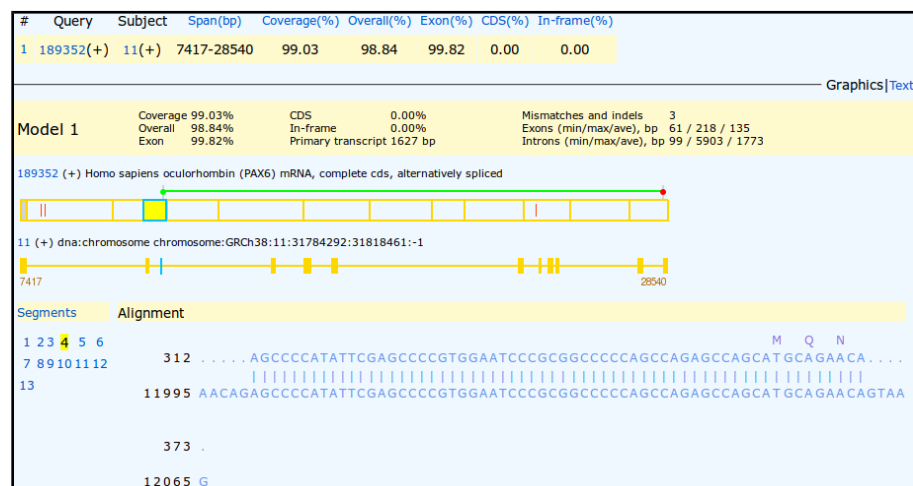 # Query Subject Span(bp) Coverage(%) Overall(%) Exon(%) CDS(%) In-frame(%)
1 189352(+) 11(+) 7417-28540 99.03 98.84 99.82 0.00 0.00
Graphics|Text
Model 1
Coverage 99.03% CDS 0.00% Mismatches and indels 3
Overall 98.84% In-frame 0.00% Exons (min/max/ave), bp 61 / 218 / 135
Exon 99.82% Primary transcript 1627 bp Introns (min/max/ave), bp 99 / 5903 / 1773
189352 (+) Homo sapiens oculorhombin (PAX6) mRNA, complete cds, alternatively spliced
11 (+) dna:chromosome chromosome:GRCh38:11:31784292:31818461:-1
7417 28540
Segments Alignment
1 2 3 4 5 6
7 8 9 10 11 12
13
M Q N
312 .....AGCCCCATATTCGAGCCCCGTGGAATCCCGCGGCCCCCAGCCAGAGCCAGCATGCAGAACA....
11995 AACAGAGCCCCATATTCGAGCCCCGTGGAATCCCGCGGCCCCCAGCCAGAGCCAGCATGCAGAACAGTAA
373 .
12065 G